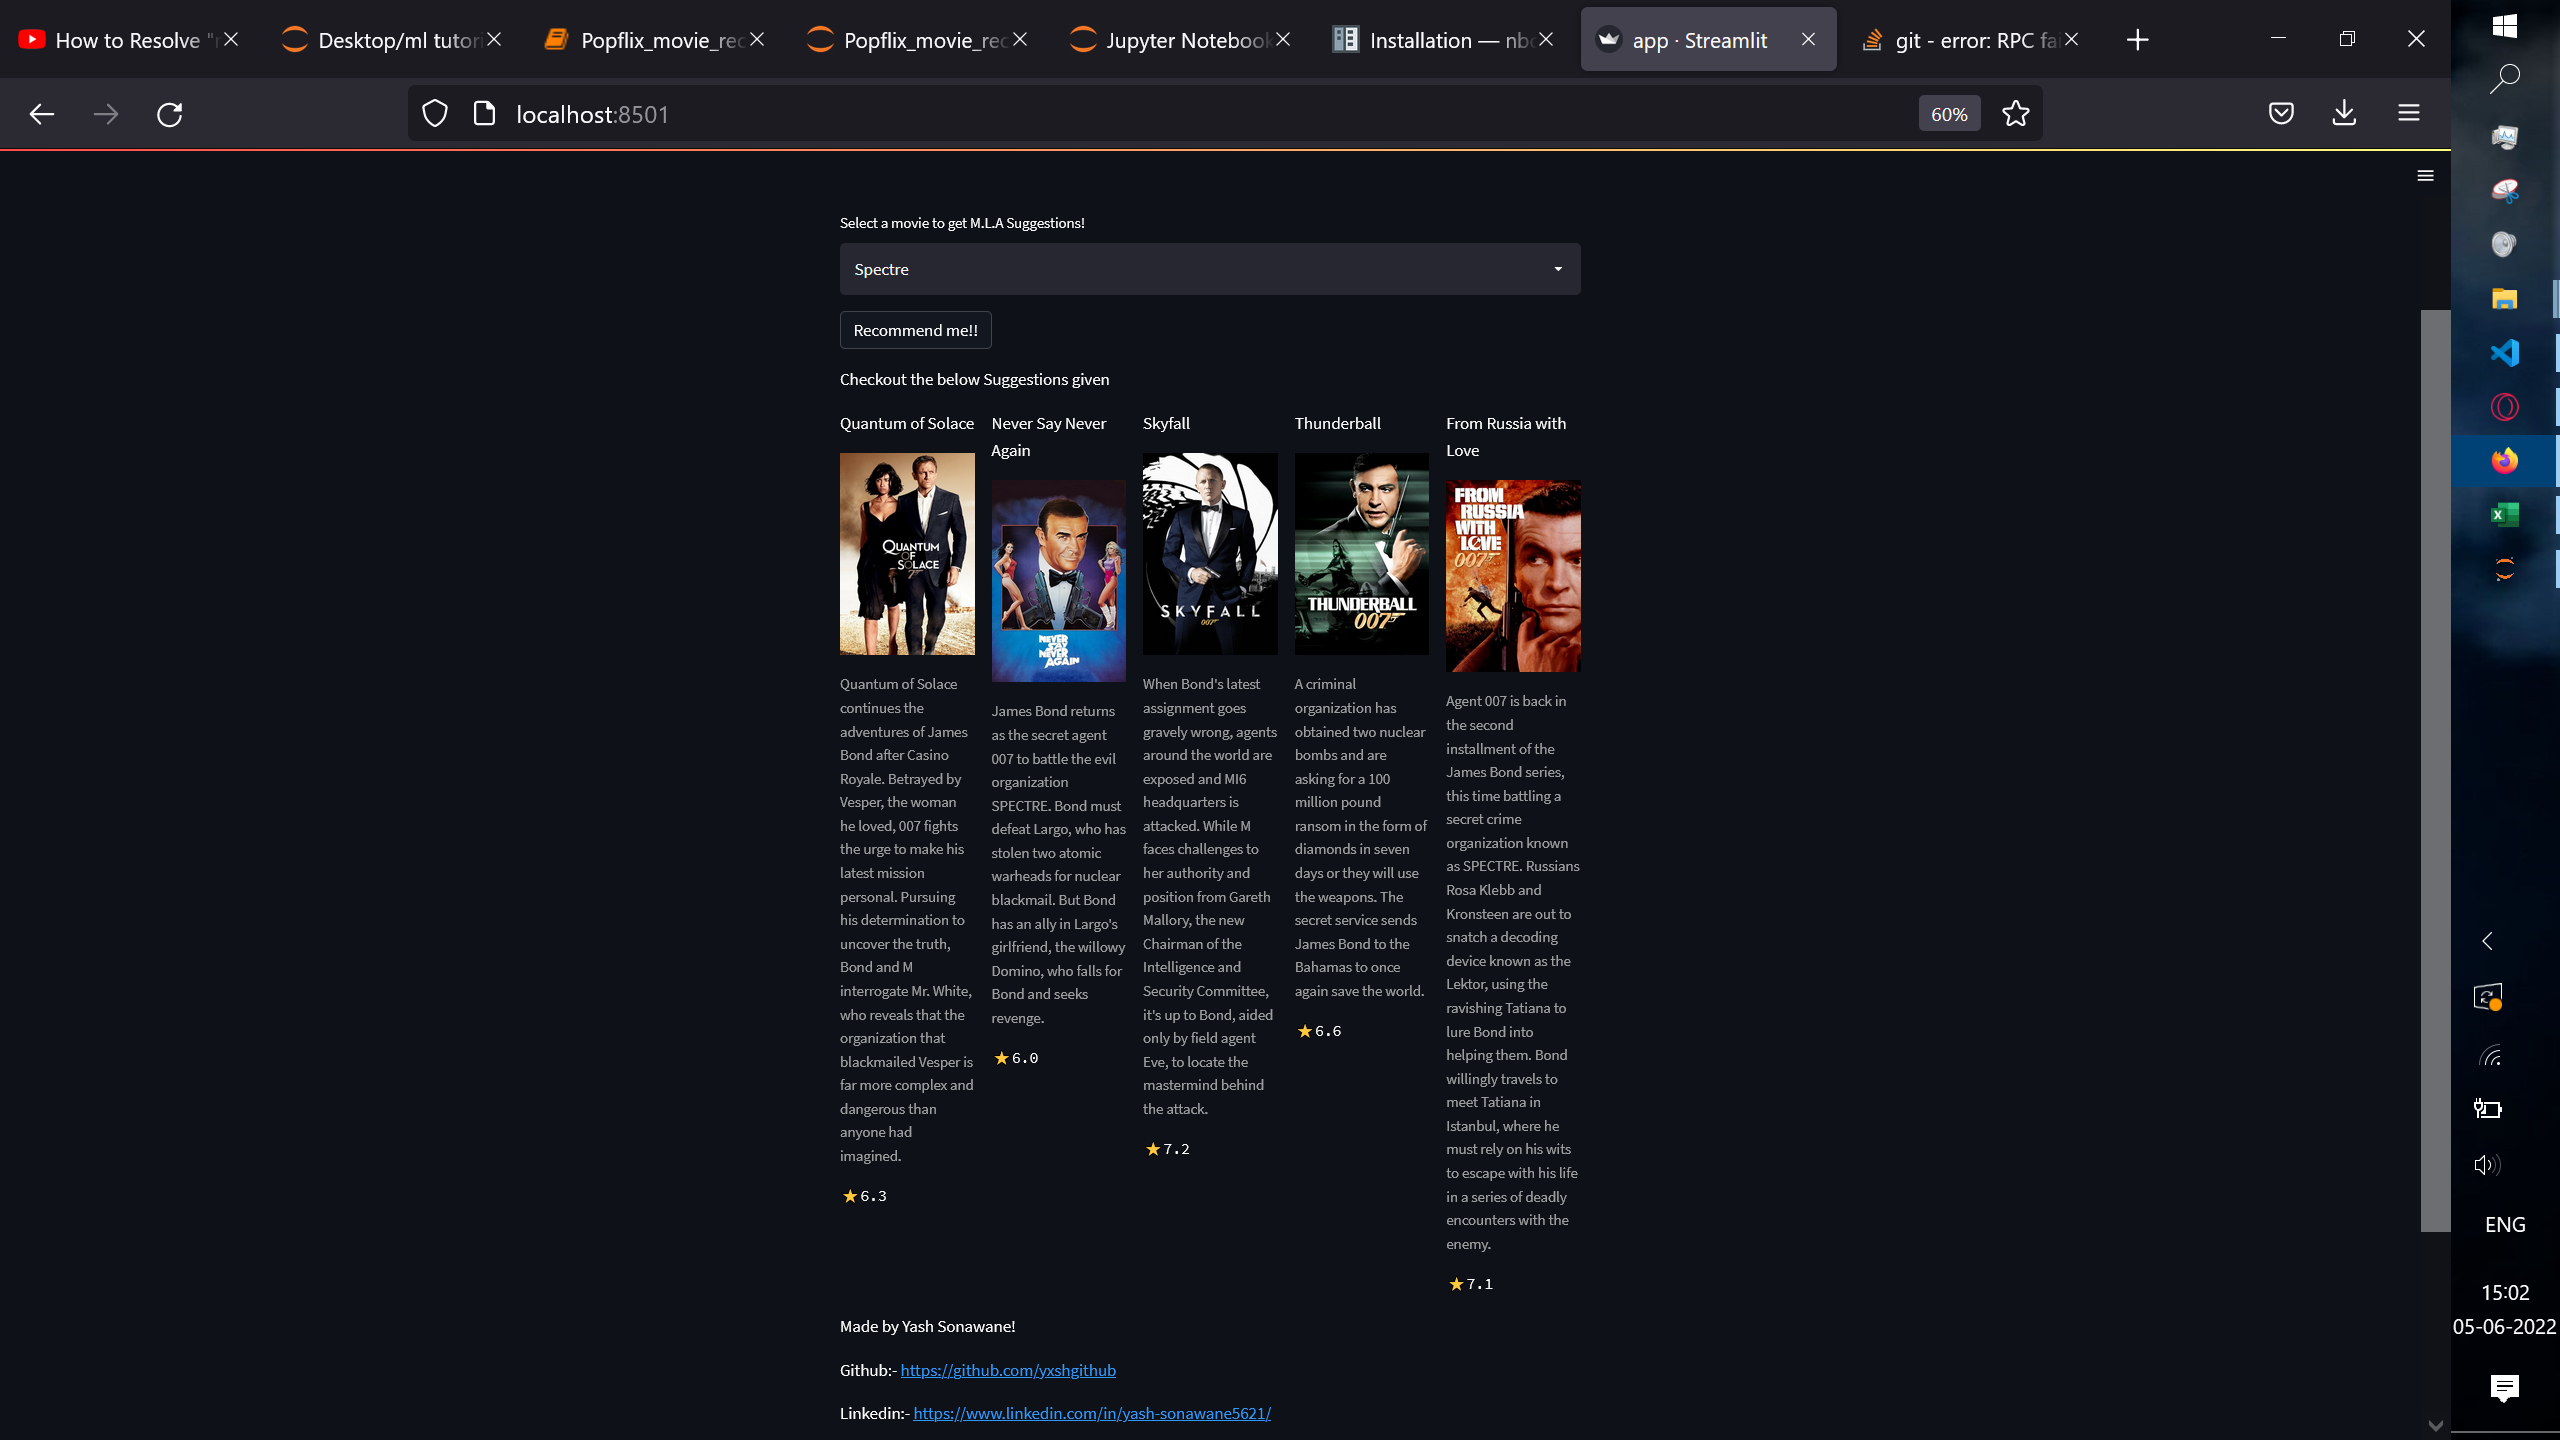 How to Resolve "r
Desktop/ml tutori
Popflix_movie_rec
Popflix_movie_rec
Jupyter Notebook
Installation — nbc
app · Streamlit
git - error: RPC fai
localhost:8501
60%
Select a movie to get M.L.A Suggestions!
Spectre
Recommend me!!
Checkout the below Suggestions given
Quantum of Solace
QUANTUM
OF
SOLACE
007
Quantum of Solace
continues the
adventures of James
Bond after Casino
Royale. Betrayed by
Vesper, the woman
he loved, 007 fights
the urge to make his
latest mission
personal. Pursuing
his determination to
uncover the truth,
Bond and M
interrogate Mr. White,
who reveals that the
organization that
blackmailed Vesper is
far more complex and
dangerous than
anyone had
imagined.
★6.3
Never Say Never
Again
NEVER
SAY
NEVER
AGAIN
James Bond returns
as the secret agent
007 to battle the evil
organization
SPECTRE. Bond must
defeat Largo, who has
stolen two atomic
warheads for nuclear
blackmail. But Bond
has an ally in Largo's
girlfriend, the willowy
Domino, who falls for
Bond and seeks
revenge.
★6.0
Skyfall
SKYFALL
007
When Bond's latest
assignment goes
gravely wrong, agents
around the world are
exposed and MI6
headquarters is
attacked. While M
faces challenges to
her authority and
position from Gareth
Mallory, the new
Chairman of the
Intelligence and
Security Committee,
it's up to Bond, aided
only by field agent
Eve, to locate the
mastermind behind
the attack.
★7.2
Thunderball
THUNDERBALL
007
A criminal
organization has
obtained two nuclear
bombs and are
asking for a 100
million pound
ransom in the form of
diamonds in seven
days or they will use
the weapons. The
secret service sends
James Bond to the
Bahamas to once
again save the world.
★6.6
From Russia with
Love
FROM
RUSSIA
WITH
LOVE
007
Agent 007 is back in
the second
installment of the
James Bond series,
this time battling a
secret crime
organization known
as SPECTRE. Russians
Rosa Klebb and
Kronsteen are out to
snatch a decoding
device known as the
Lektor, using the
ravishing Tatiana to
lure Bond into
helping them. Bond
willingly travels to
meet Tatiana in
Istanbul, where he
must rely on his wits
to escape with his life
in a series of deadly
encounters with the
enemy.
★7.1
Made by Yash Sonawane!
Github:- https://github.com/yxshgithub
Linkedin:- https://www.linkedin.com/in/yash-sonawane5621/
ENG
15:02
05-06-2022